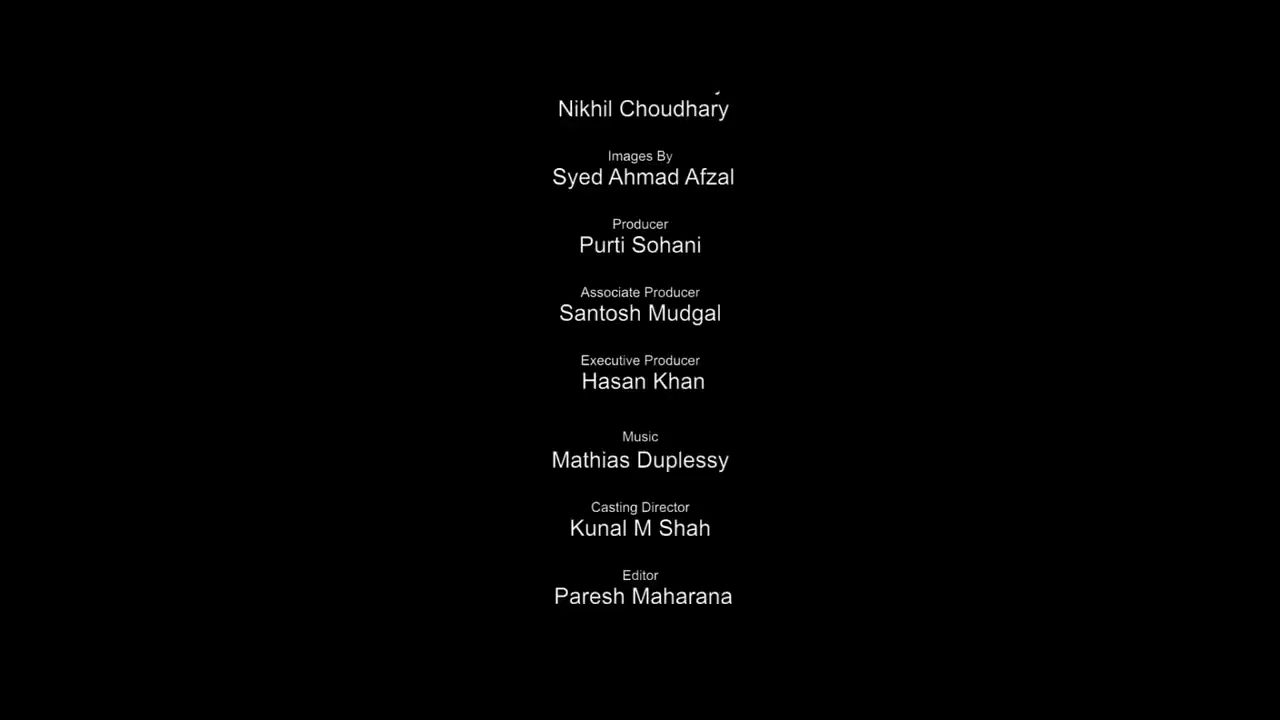 Nikhil Choudhary
Images By
Syed Ahmad Afzal
Producer
Purti Sohani
Associate Producer
Santosh Mudgal
Executive Producer
Hasan Khan
Music
Mathias Duplessy
Casting Director
Kunal M Shah
Editor
Paresh Maharana